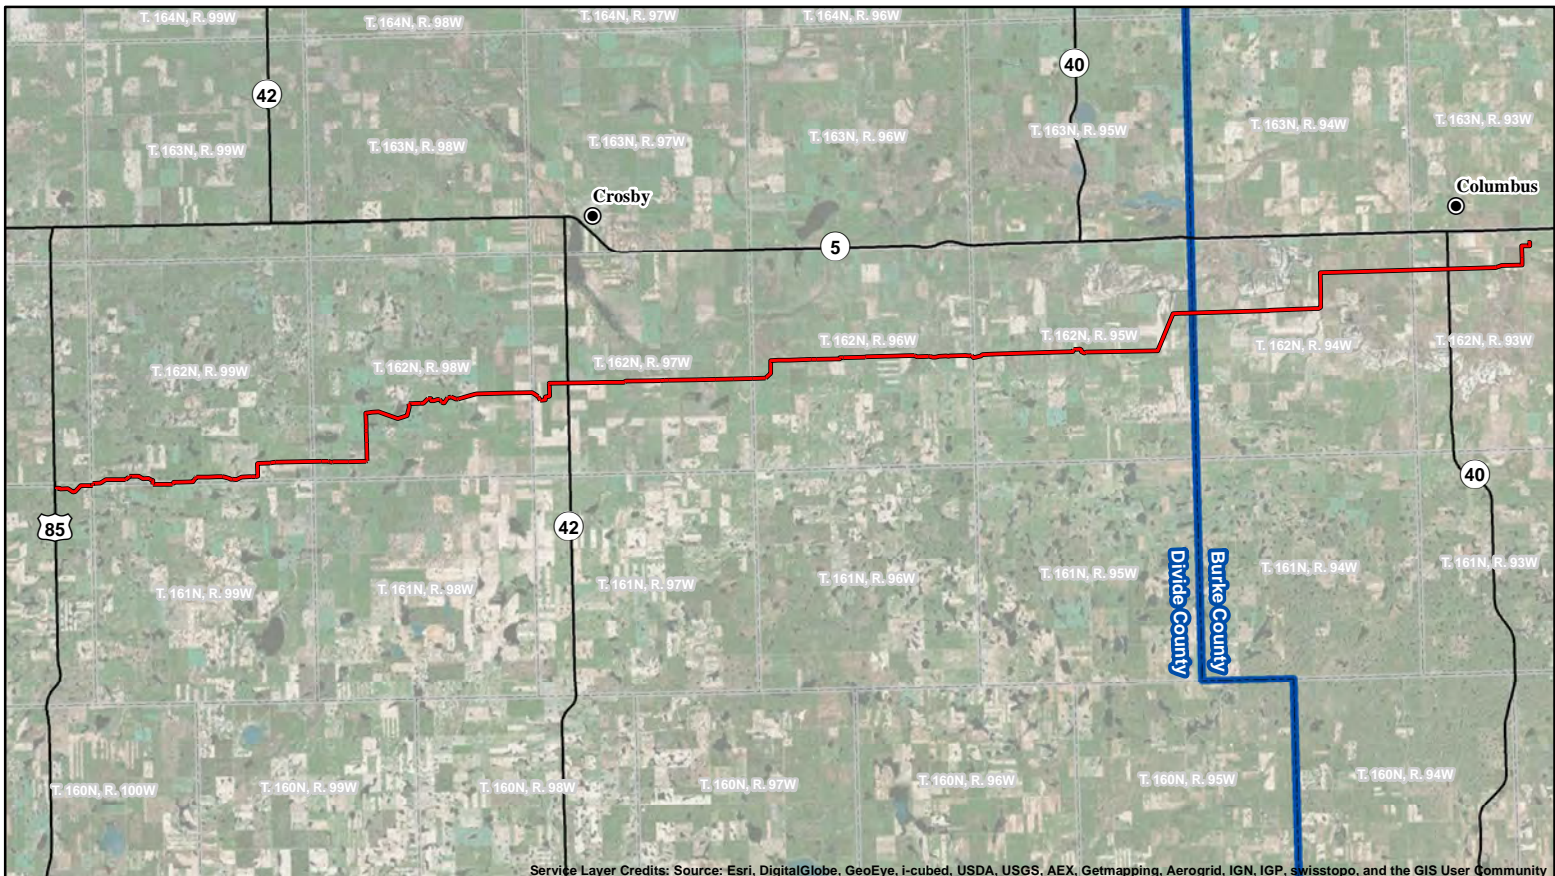 T. 164N, R. 99W
T. 164N, R. 98W
T. 164N, R. 97W
T. 164N, R. 96W
40
42
T. 163N, R. 99W
T. 163N, R. 98W
T. 163N, R. 97W
T. 163N, R. 96W
T. 163N, R. 95W
T. 163N, R. 94W
T. 163N, R. 93W
Crosby
Columbus
5
T. 162N, R. 99W
T. 162N, R. 98W
T. 162N, R. 97W
T. 162N, R. 96W
T. 162N, R. 95W
T. 162N, R. 94W
T. 162N, R. 93W
40
85
42
Divide County
Burke County
T. 161N, R. 99W
T. 161N, R. 98W
T. 161N, R. 97W
T. 161N, R. 96W
T. 161N, R. 95W
T. 161N, R. 94W
T. 161N, R. 93W
T. 160N, R. 100W
T. 160N, R. 99W
T. 160N, R. 98W
T. 160N, R. 97W
T. 160N, R. 96W
T. 160N, R. 95W
T. 160N, R. 94W
Service Layer Credits: Source: Esri, DigitalGlobe, GeoEye, i-cubed, USDA, USGS, AEX, Getmapping, Aerogrid, IGN, IGP, swisstopo, and the GIS User Community